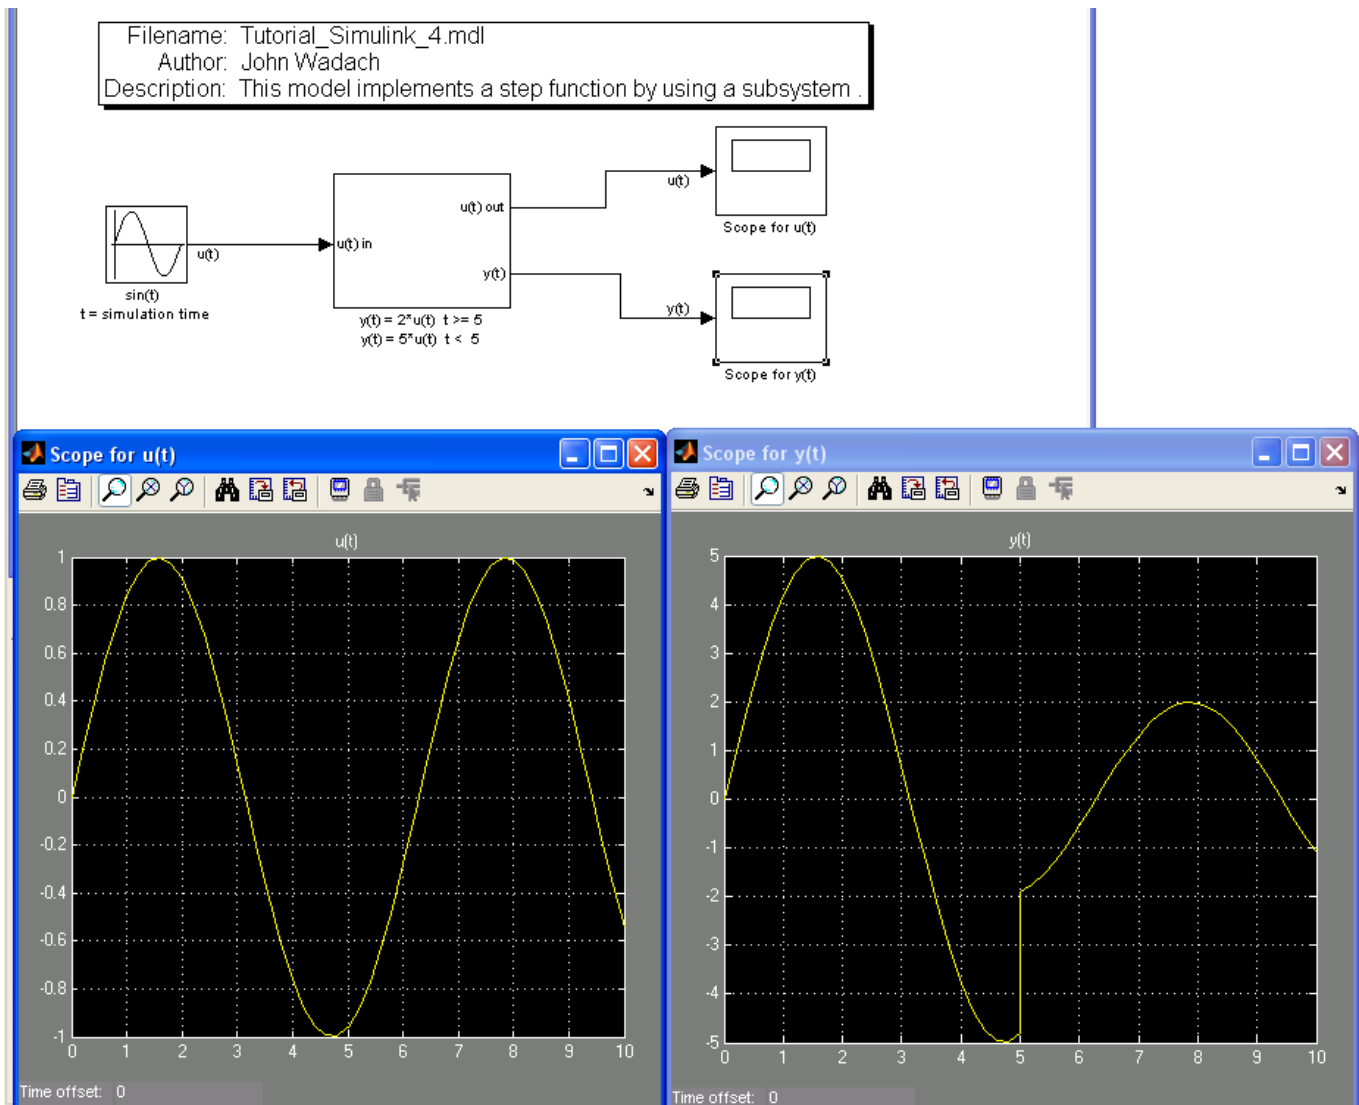 Filename: Tutorial_Simulink_4.mdl
Author: John Wadach
Description: This model implements a step function by using a subsystem .
u(t)
Scope for u(t)
u(t) out
u(t)
u(t) in
y(t)
sin(t)
t = simulation time
y(t)
y(t) = 2*u(t) t >= 5
y(t) = 5*u(t) t < 5
Scope for y(t)
Scope for u(t)
u(t)
1
0.8
0.6
0.4
0.2
0
-0.2
-0.4
-0.6
-0.8
-1
0 1 2 3 4 5 6 7 8 9 10
Time offset: 0
Scope for y(t)
y(t)
5
4
3
2
1
0
-1
-2
-3
-4
-5
0 1 2 3 4 5 6 7 8 9 10
Time offset: 0